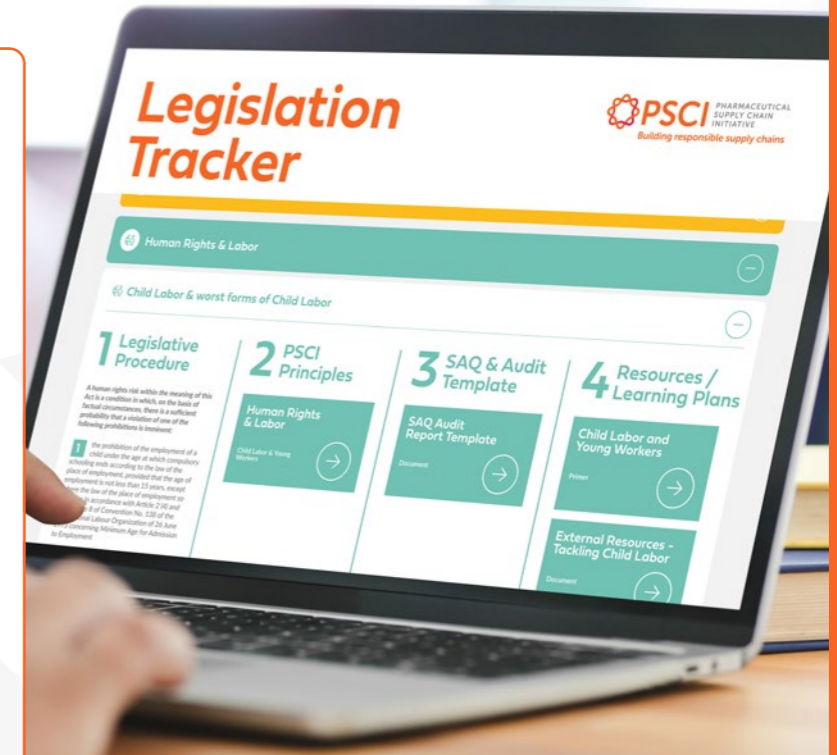 Legislation
Tracker
PSCI
PHARMACEUTICAL
SUPPLY CHAIN
INITIATIVE
Building responsible supply chains
Human Rights & Labor
Child Labor & worst forms of Child Labor
1 Legislative
Procedure
A human rights risk within the meaning of this
Act is a condition in which, on the basis of
factual circumstances, there is a sufficient
probability that a violation of one of the
following prohibitions is imminent:
1 the prohibition of the employment of a
child under the age at which compulsory
schooling ends according to the law of the
place of employment, provided that the age of
employment is not less than 15 years, except
the law of the place of employment so
in accordance with Article 2 (4) and
8 of Convention No. 138 of the
Labour Organization of 26 June
concerning Minimum Age for Admission
to Employment
2 PSCI
Principles
Human Rights
& Labor
Child Labor & Young
Workers
3 SAQ & Audit
Template
SAQ Audit
Report Template
Document
4 Resources /
Learning Plans
Child Labor and
Young Workers
Primer
External Resources -
Tackling Child Labor
Document